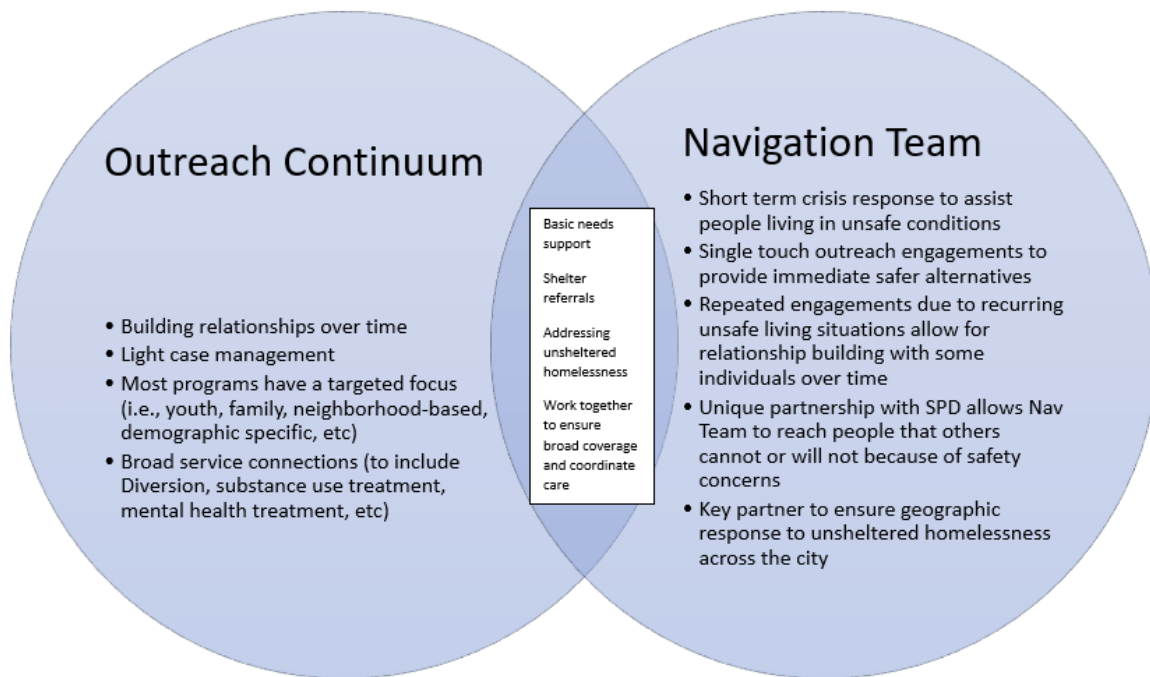 Outreach Continuum
• Building relationships over time
• Light case management
• Most programs have a targeted focus
(i.e., youth, family, neighborhood-based,
demographic specific, etc)
• Broad service connections (to include
Diversion, substance use treatment,
mental health treatment, etc)
Basic needs
support
Shelter
referrals
Addressing
unsheltered
homelessness
Work together
to ensure
broad coverage
and coordinate
care
Navigation Team
• Short term crisis response to assist
people living in unsafe conditions
• Single touch outreach engagements to
provide immediate safer alternatives
• Repeated engagements due to recurring
unsafe living situations allow for
relationship building with some
individuals over time
• Unique partnership with SPD allows Nav
Team to reach people that others
cannot or will not because of safety
concerns
• Key partner to ensure geographic
response to unsheltered homelessness
across the city